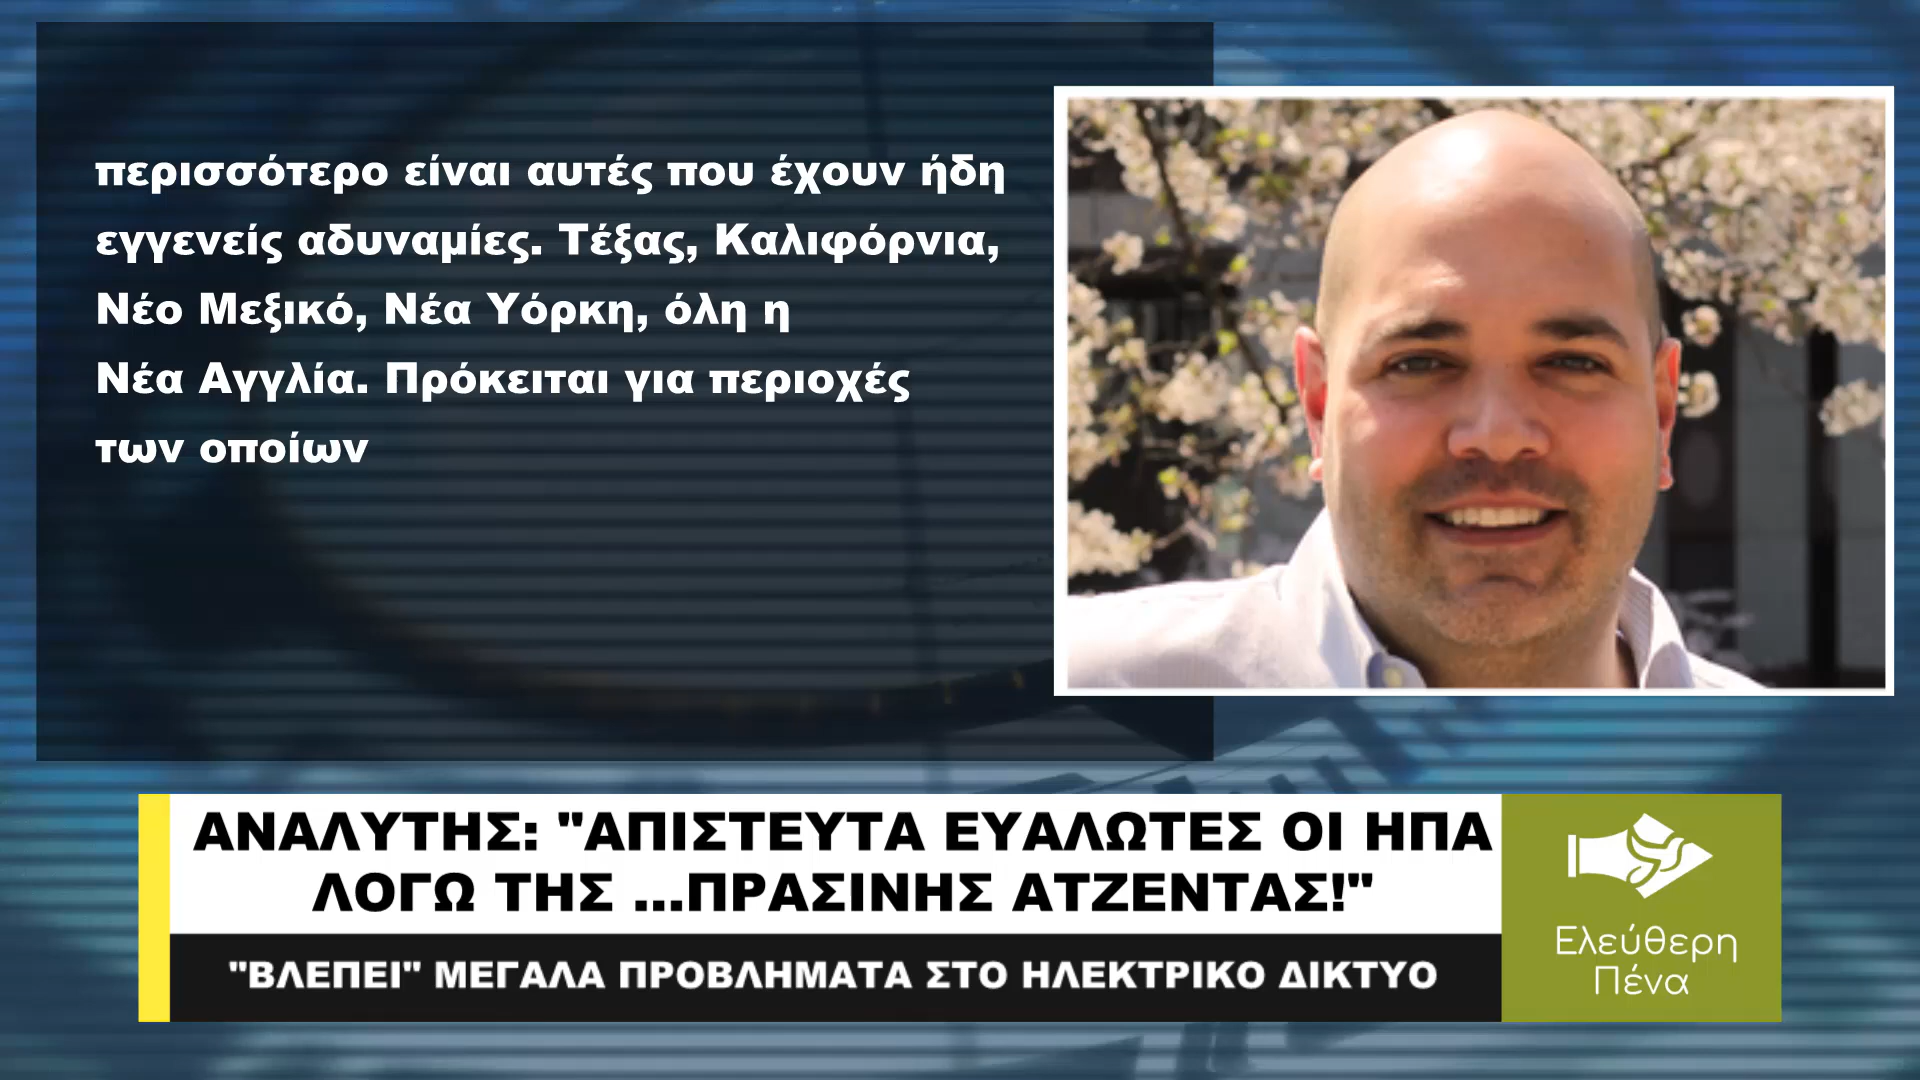 περισσότερο είναι αυτές που έχουν ήδη
εγγενείς αδυναμίες. Τέξας, Καλιφόρνια,
Νέο Μεξικό, Νέα Υόρκη, όλη η
Νέα Αγγλία. Πρόκειται για περιοχές
των οποίων
ΑΝΑΛΥΤΗΣ: "ΑΠΙΣΤΕΥΤΑ ΕΥΑΛΩΤΕΣ ΟΙ ΗΠΑ
ΛΟΓΩ ΤΗΣ ...ΠΡΑΣΙΝΗΣ ΑΤΖΕΝΤΑΣ!"
"ΒΛΕΠΕΙ" ΜΕΓΑΛΑ ΠΡΟΒΛΗΜΑΤΑ ΣΤΟ ΗΛΕΚΤΡΙΚΟ ΔΙΚΤΥΟ
Ελεύθερη
Πένα